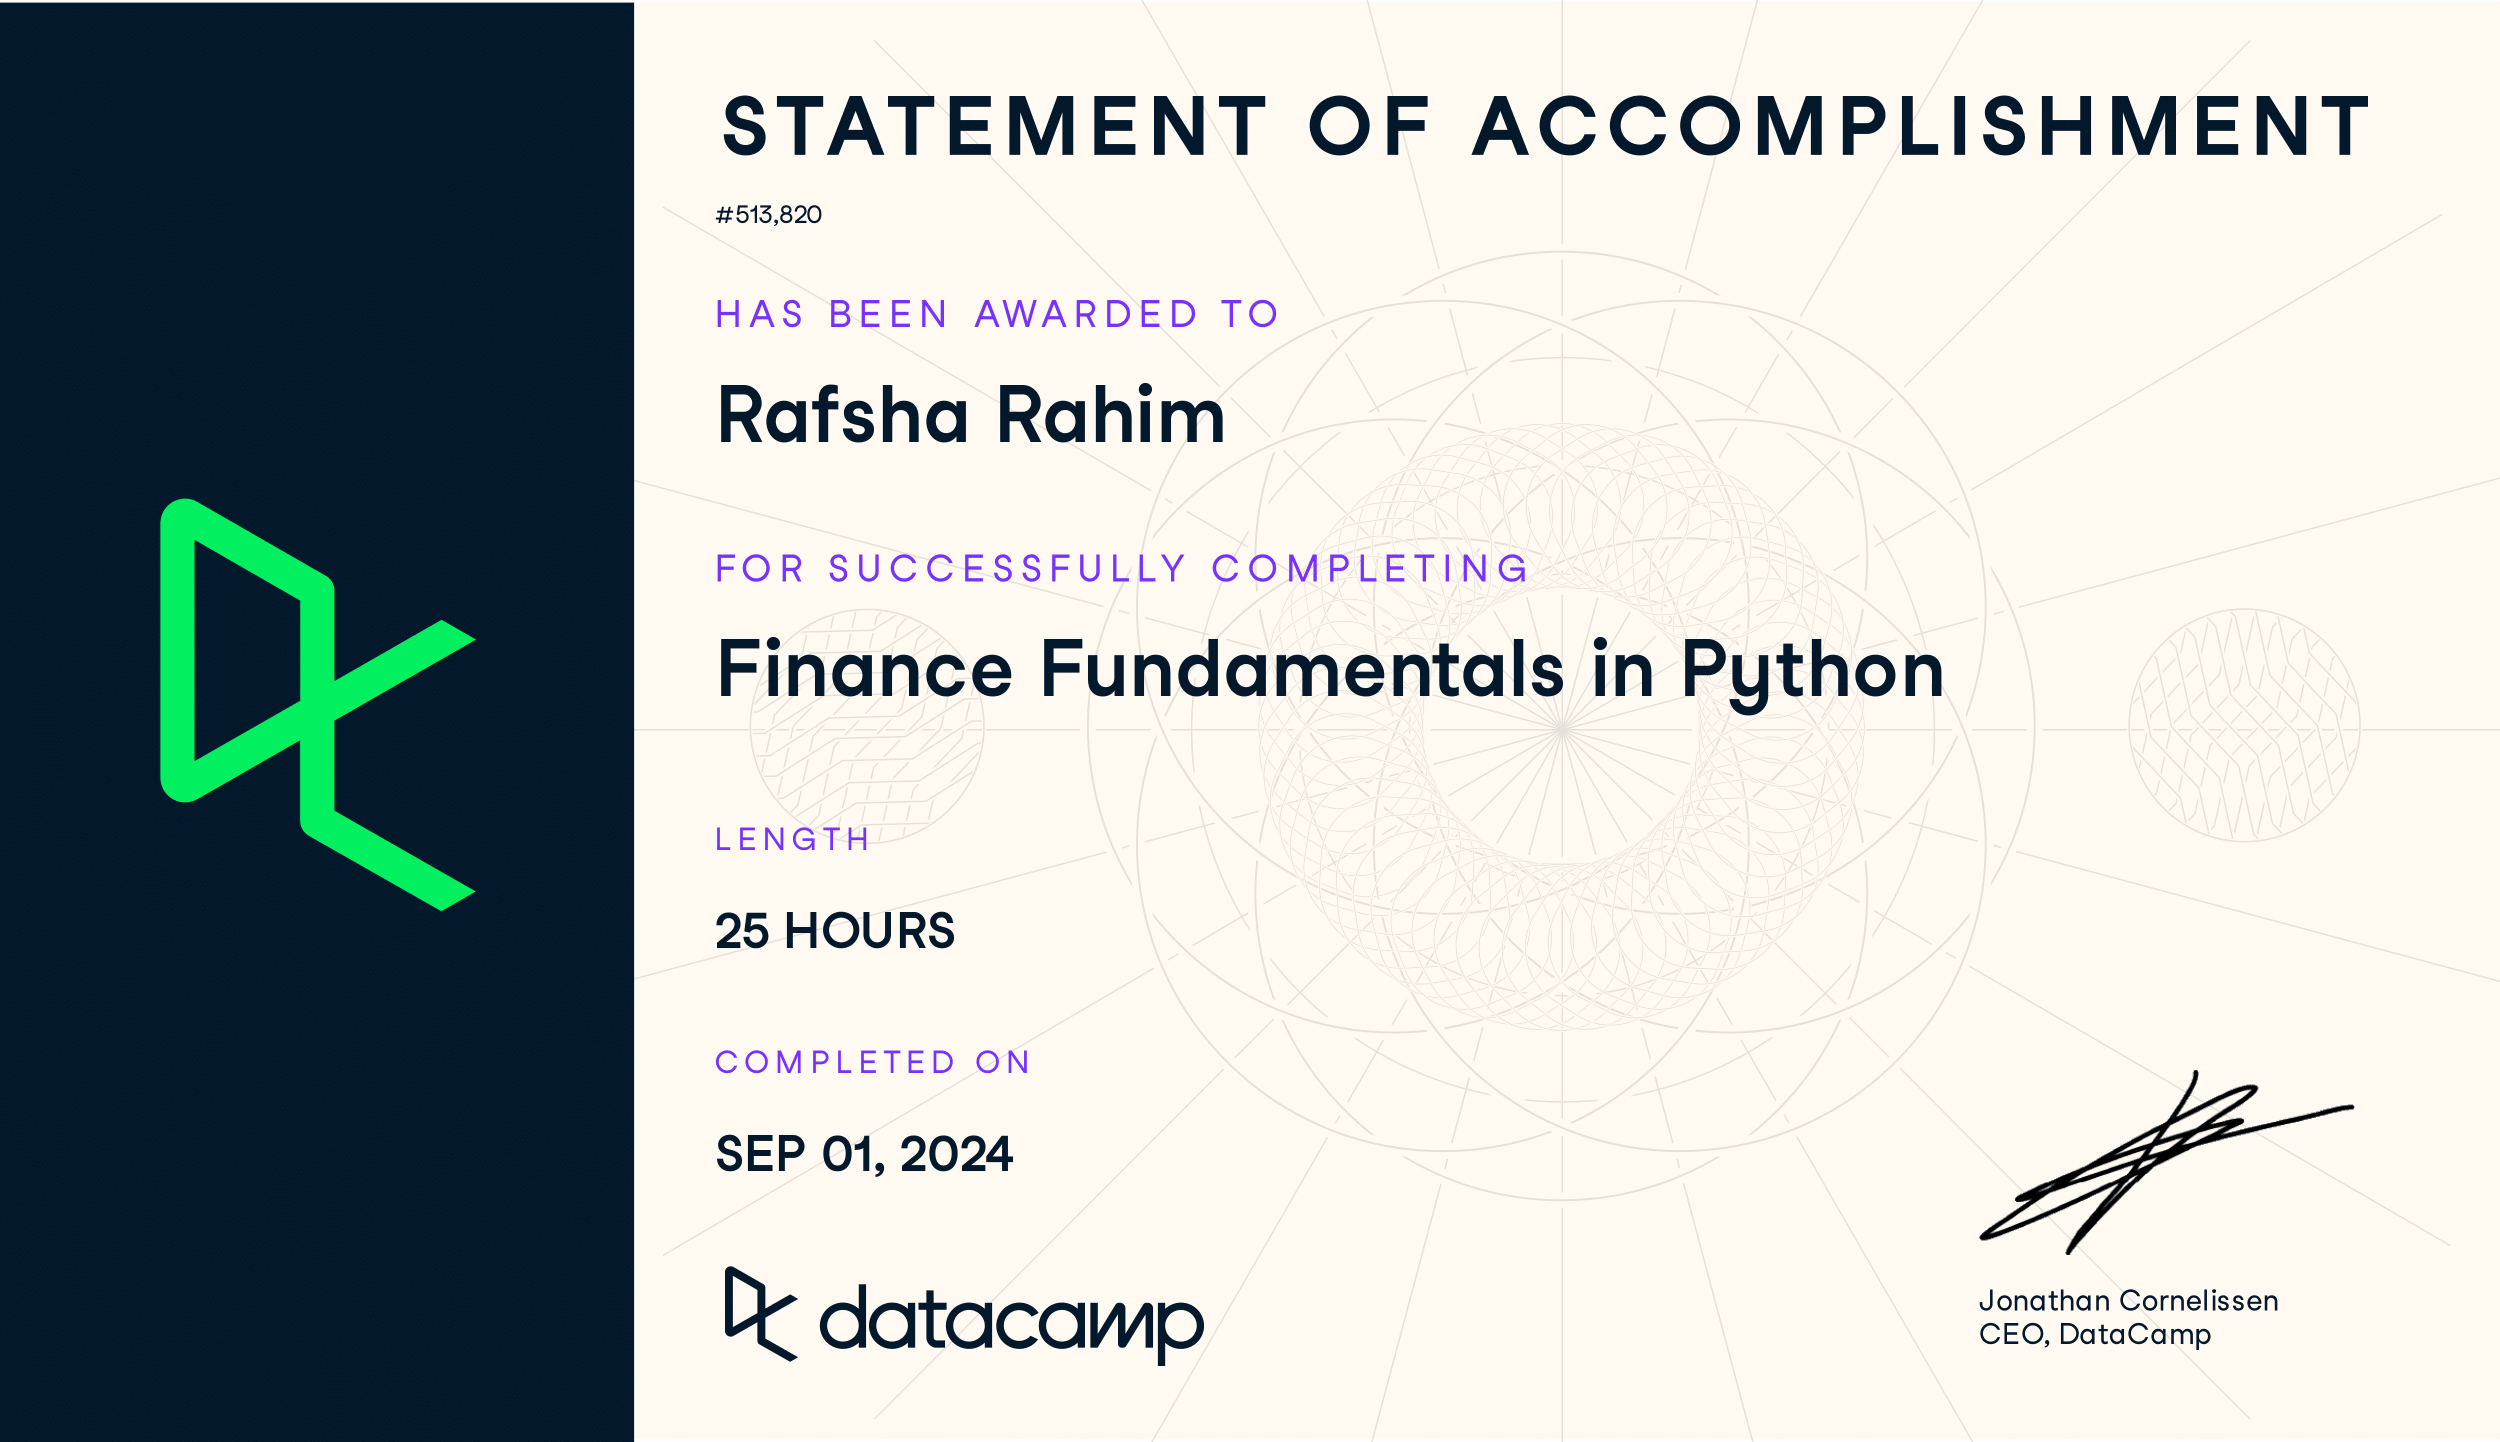 STATEMENT OF ACCOMPLISHMENT
#513,820
HAS BEEN AWARDED TO
Rafsha Rahim
FOR SUCCESSFULLY COMPLETING
Finance Fundamentals in Python
LENGTH
25 HOURS
COMPLETED ON
SEP 01, 2024
datacamp
Jonathan Cornelissen
CEO, DataCamp